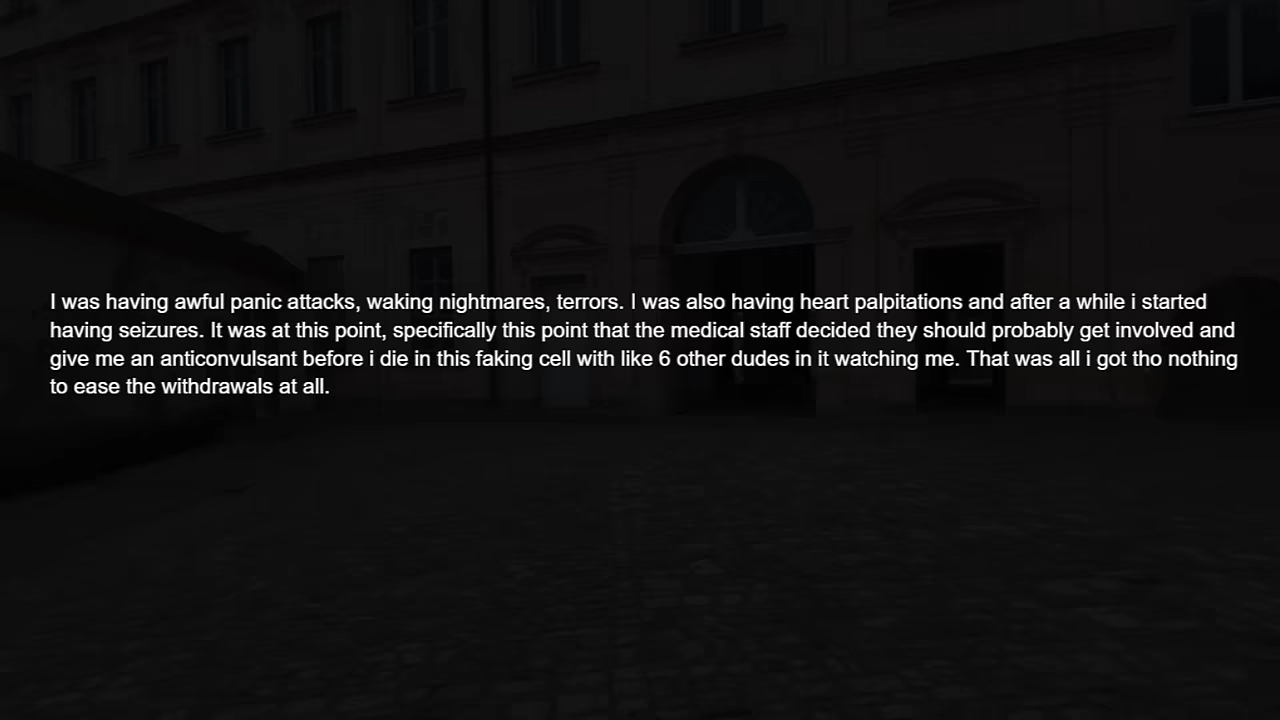 I was having awful panic attacks, waking nightmares, terrors. I was also having heart palpitations and after a while i started
having seizures. It was at this point, specifically this point that the medical staff decided they should probably get involved and
give me an anticonvulsant before i die in this faking cell with like 6 other dudes in it watching me. That was all i got tho nothing
to ease the withdrawals at all.